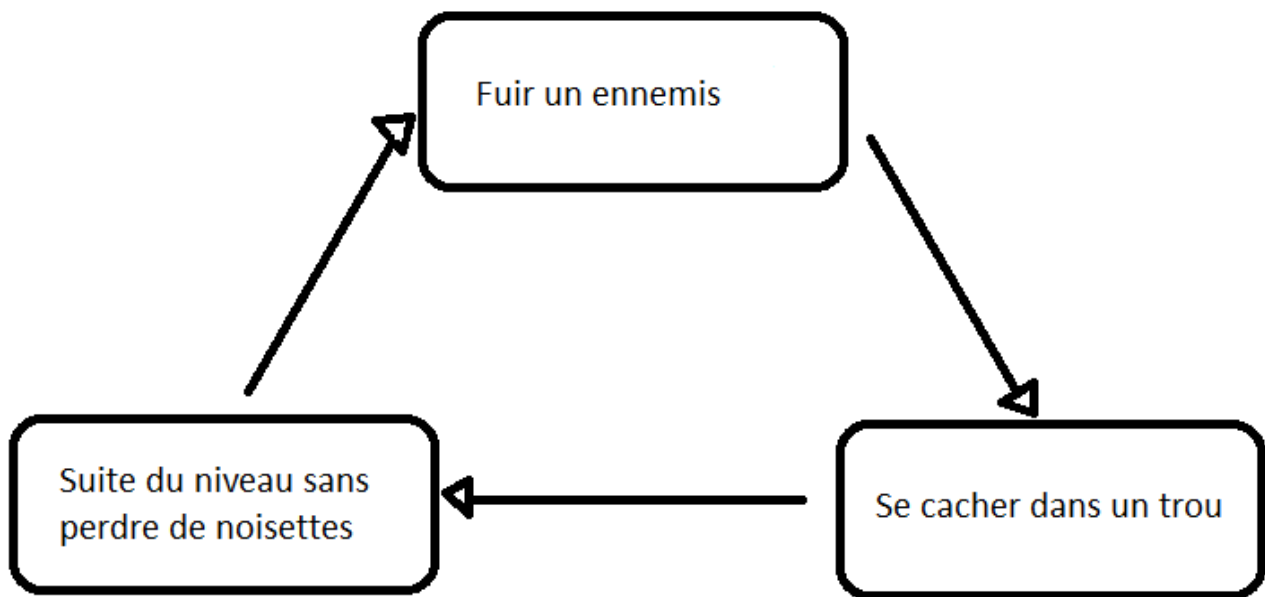 Fuir un ennemis
Suite du niveau sans
perdre de noisettes
Se cacher dans un trou